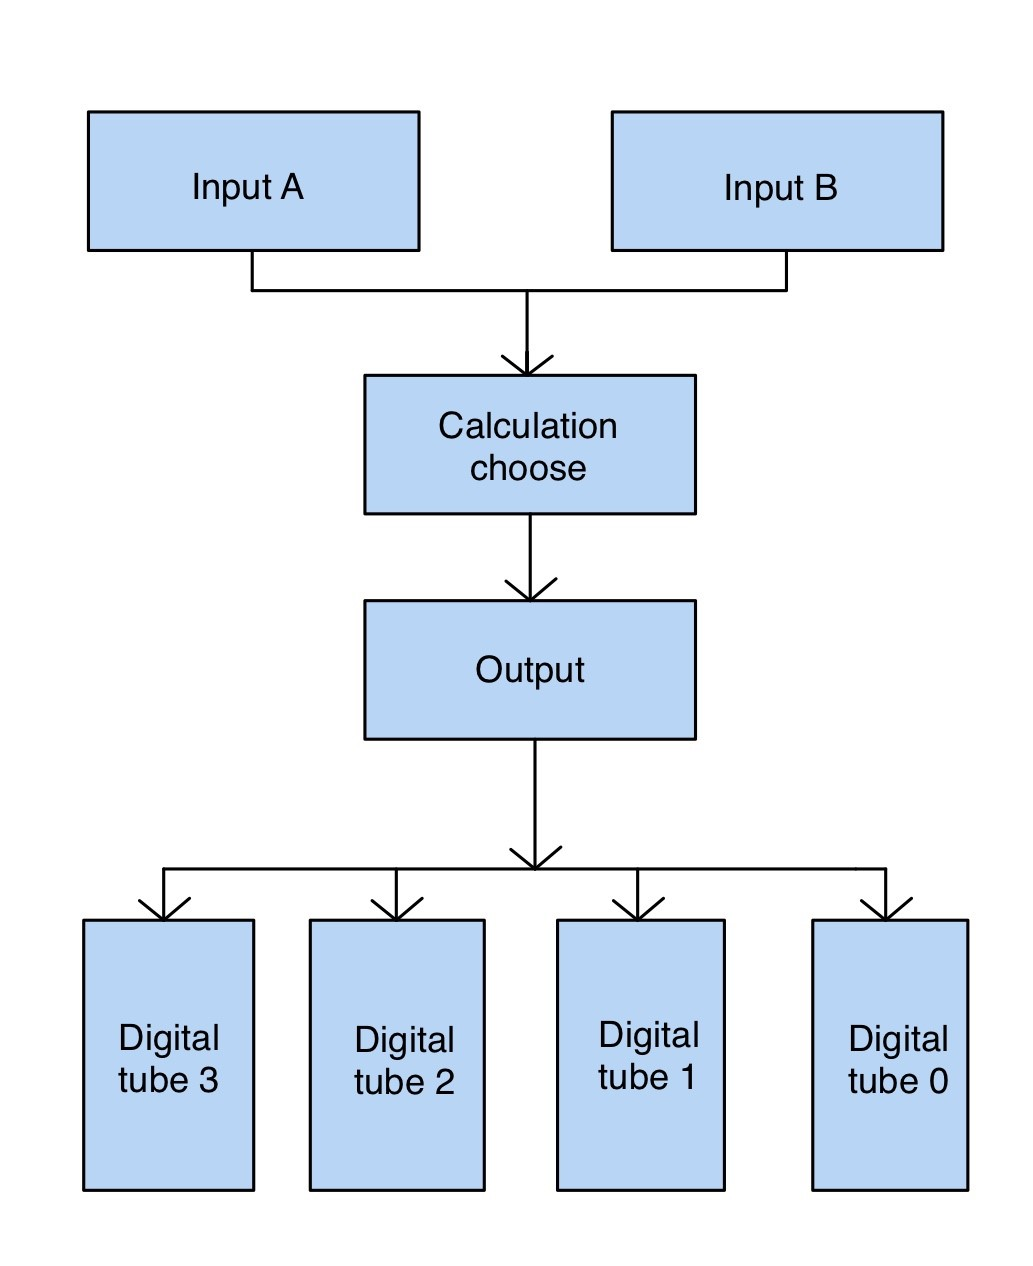 Input A
Input B
Calculation
choose
Output
Digital
tube 3
Digital
tube 2
Digital
tube 1
Digital
tube 0